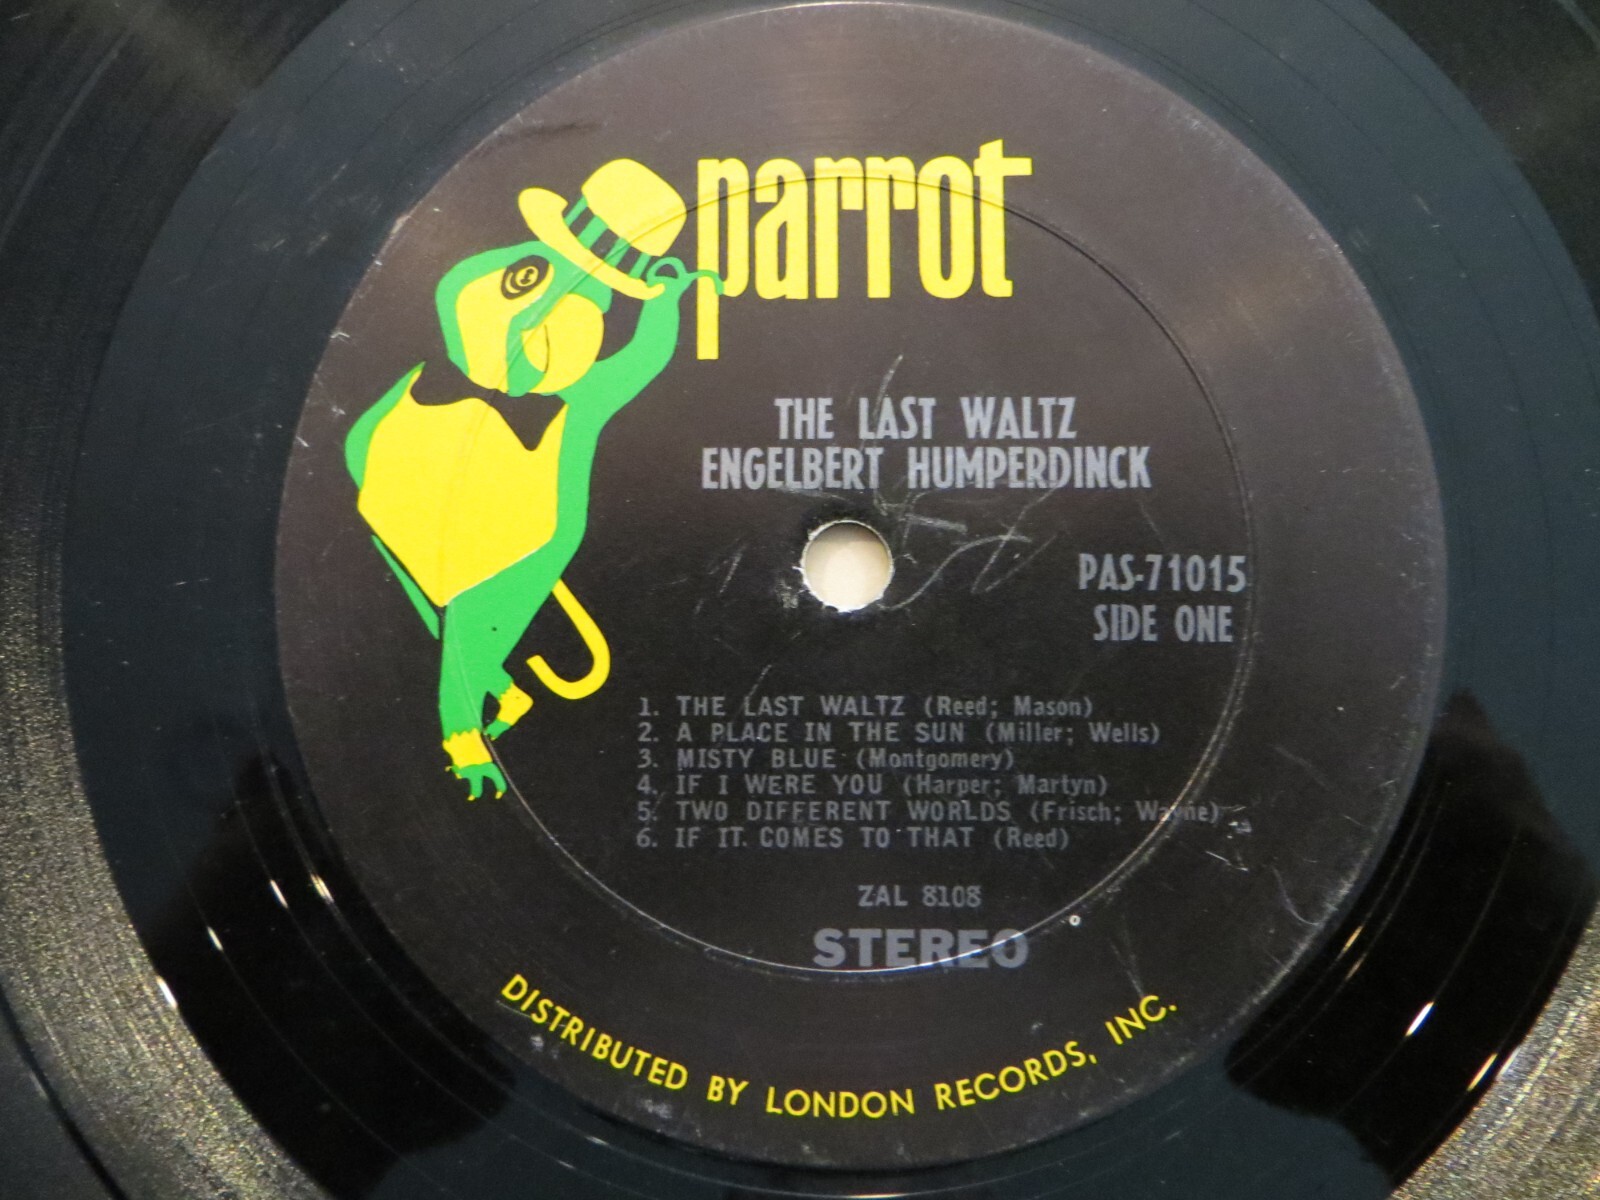 parrot
THE LAST WALTZ
ENGELBERT HUMPERDINCK
PAS-71015
SIDE ONE
1. THE LAST WALTZ (Reed; Mason)
2. A PLACE IN THE SUN (Miller; Wells)
3. MISTY BLUE (Montgomery)
4. IF I WERE YOU (Harper; Martyn)
5. TWO DIFFERENT WORLDS (Frisch; Wayne)
6. IF IT COMES TO THAT (Reed)
ZAL 8108
STEREO
DISTRIBUTED BY LONDON RECORDS, INC.